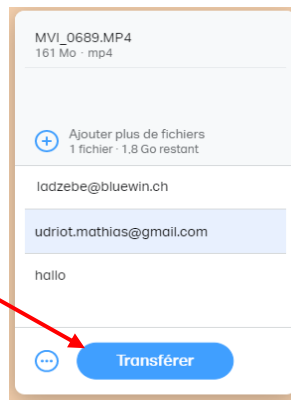 MVI_0689.MP4
161 Mo · mp4
Ajouter plus de fichiers
1 fichier · 1,8 Go restant
ladzebe@bluewin.ch
udriot.mathias@gmail.com
hallo
Transférer